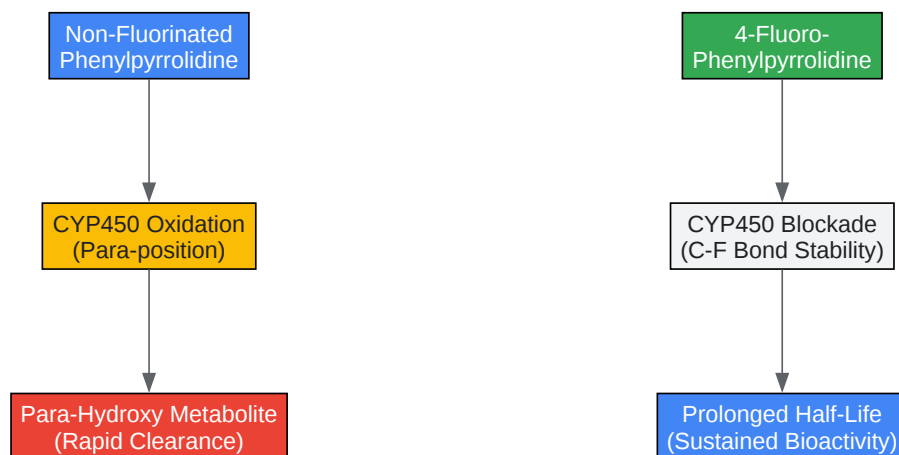 Non-Fluorinated
Phenylpyrrolidine
4-Fluoro-
Phenylpyrrolidine
CYP450 Oxidation
(Para-position)
CYP450 Blockade
(C-F Bond Stability)
Para-Hydroxy Metabolite
(Rapid Clearance)
Prolonged Half-Life
(Sustained Bioactivity)